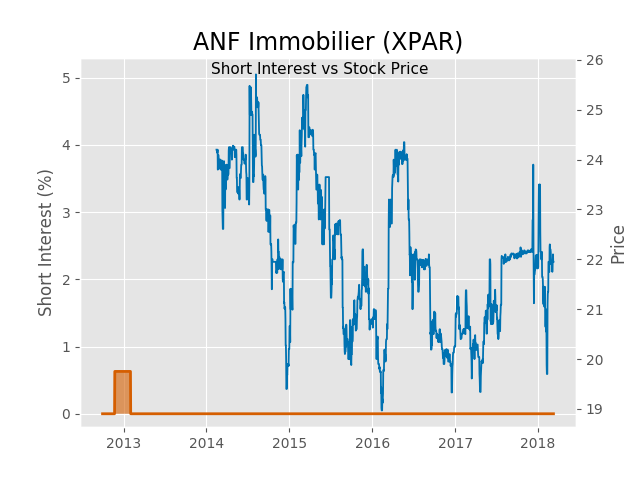 ANF Immobilier (XPAR)
Short Interest vs Stock Price
Short Interest (%)
5
4
3
2
1
0
26
25
24
23
22
21
20
19
Price
2013 2014 2015 2016 2017 2018